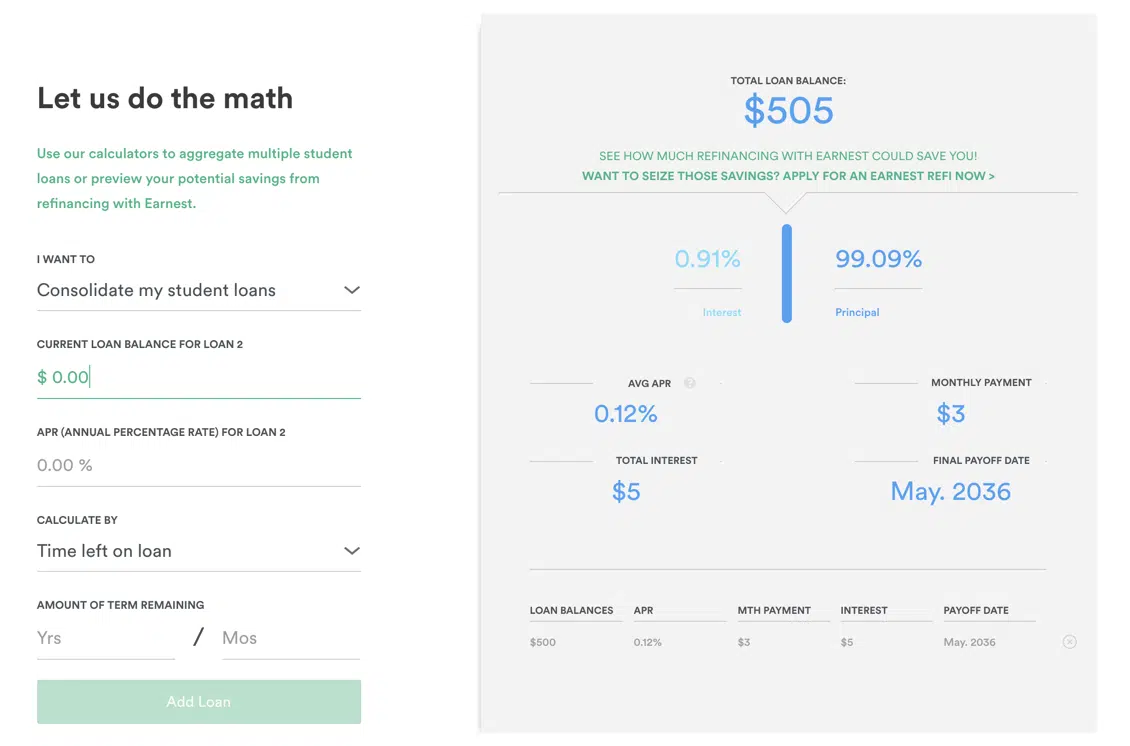 Let us do the math
Use our calculators to aggregate multiple student
loans or preview your potential savings from
refinancing with Earnest.
I WANT TO
Consolidate my student loans
CURRENT LOAN BALANCE FOR LOAN 2
$ 0.00
APR (ANNUAL PERCENTAGE RATE) FOR LOAN 2
0.00 %
CALCULATE BY
Time left on loan
AMOUNT OF TERM REMAINING
Yrs / Mos
Add Loan
TOTAL LOAN BALANCE:
$505
SEE HOW MUCH REFINANCING WITH EARNEST COULD SAVE YOU!
WANT TO SEIZE THOSE SAVINGS? APPLY FOR AN EARNEST REFI NOW >
0.91% 99.09%
Interest Principal
AVG APR ? MONTHLY PAYMENT
0.12% $3
TOTAL INTEREST FINAL PAYOFF DATE
$5 May. 2036
LOAN BALANCES APR MTH PAYMENT INTEREST PAYOFF DATE
$500 0.12% $3 $5 May. 2036